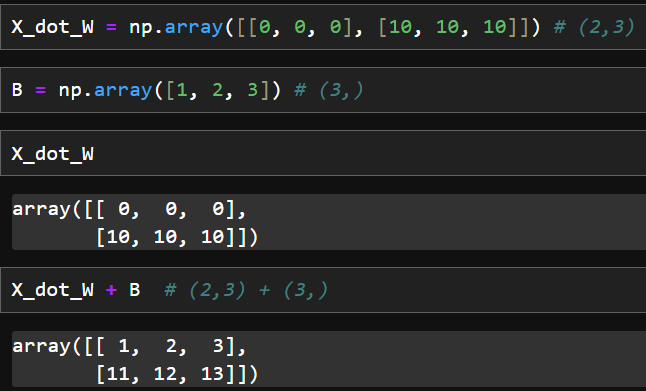 X_dot_W = np.array([[0, 0, 0], [10, 10, 10]]) # (2,3)
B = np.array([1, 2, 3]) # (3,)
X_dot_W
array([[ 0,  0,  0],
       [10, 10, 10]])
X_dot_W + B  # (2,3) + (3,)
array([[ 1,  2,  3],
       [11, 12, 13]])